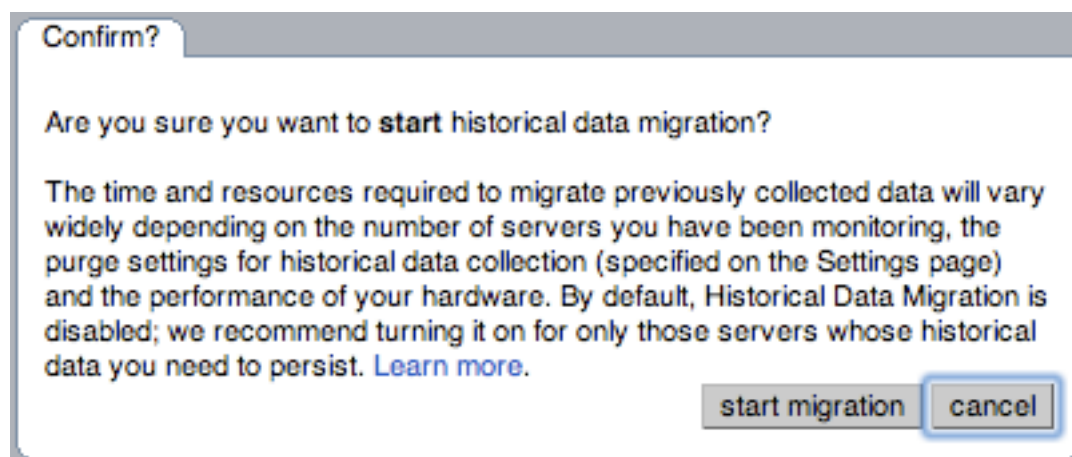 Confirm?
Are you sure you want to start historical data migration?
The time and resources required to migrate previously collected data will vary
widely depending on the number of servers you have been monitoring, the
purge settings for historical data collection (specified on the Settings page)
and the performance of your hardware. By default, Historical Data Migration is
disabled; we recommend turning it on for only those servers whose historical
data you need to persist. Learn more.
start migration cancel